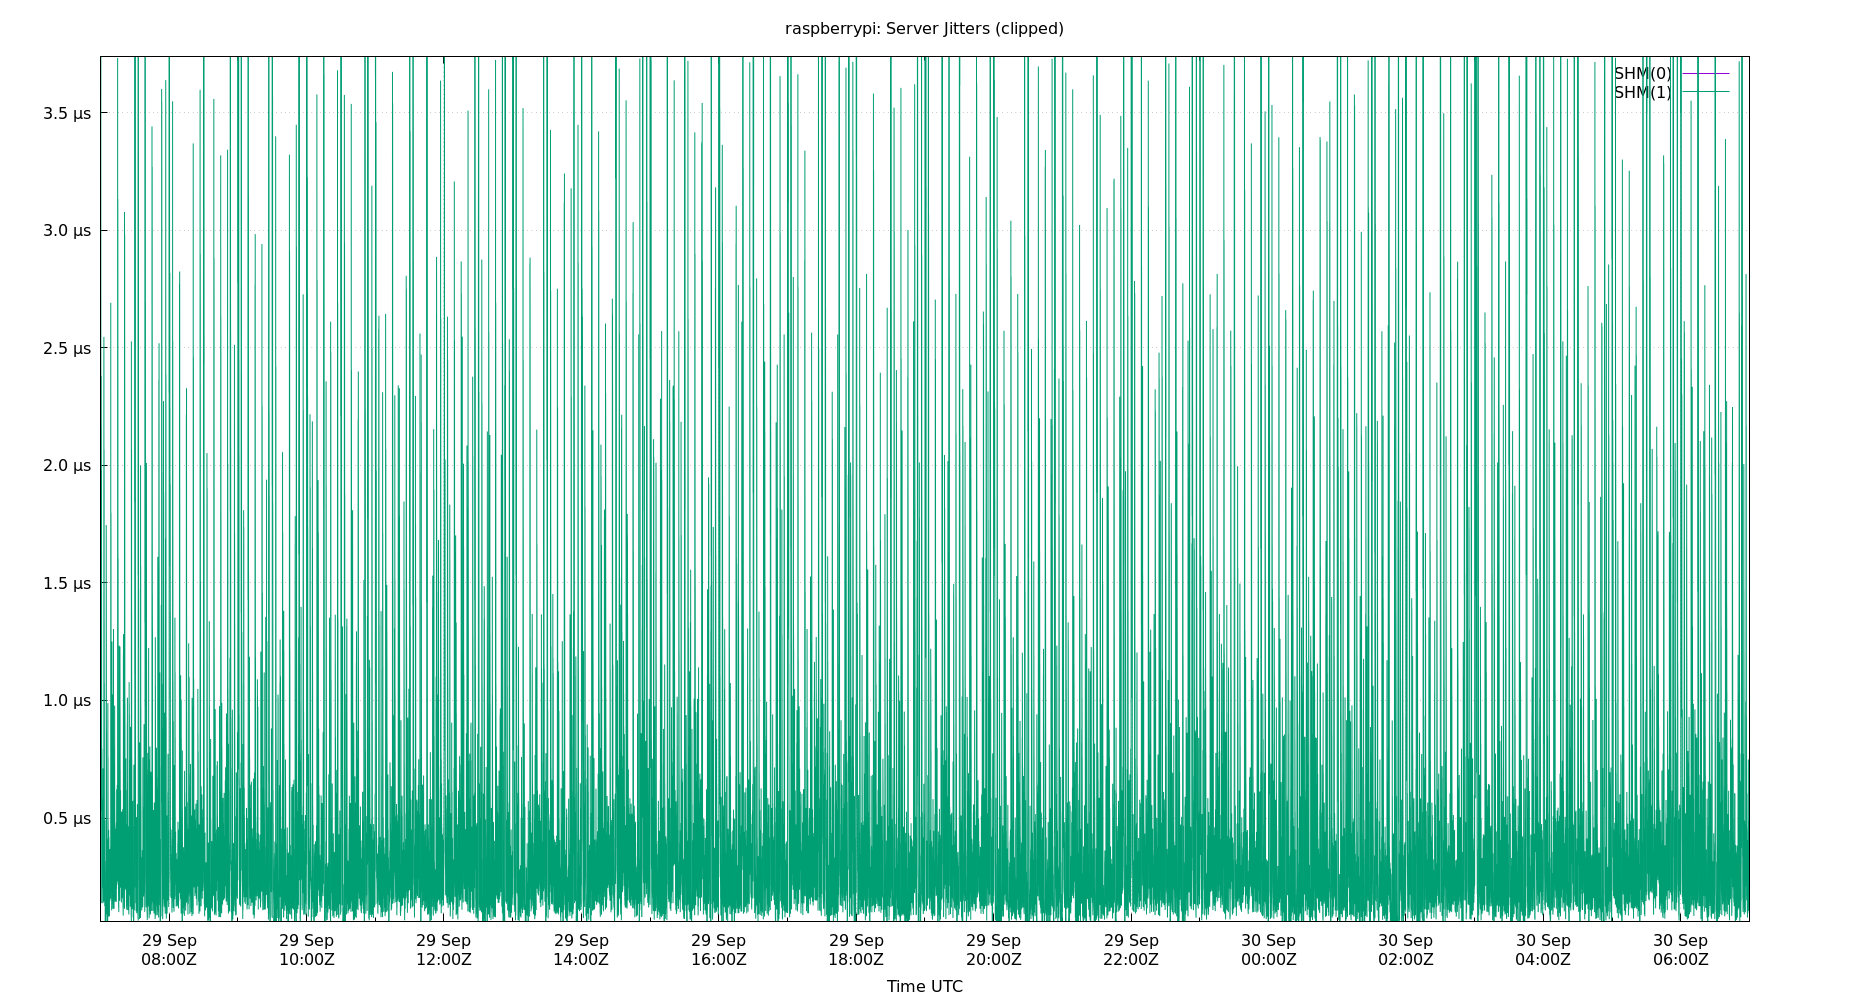 raspberrypi: Server Jitters (clipped)
SHM(0)
SHM(1)
3.5 µs
3.0 µs
2.5 µs
2.0 µs
1.5 µs
1.0 µs
0.5 µs
29 Sep 29 Sep 29 Sep 29 Sep 29 Sep 29 Sep 29 Sep 29 Sep 30 Sep 30 Sep 30 Sep 30 Sep
08:00Z 10:00Z 12:00Z 14:00Z 16:00Z 18:00Z 20:00Z 22:00Z 00:00Z 02:00Z 04:00Z 06:00Z
Time UTC